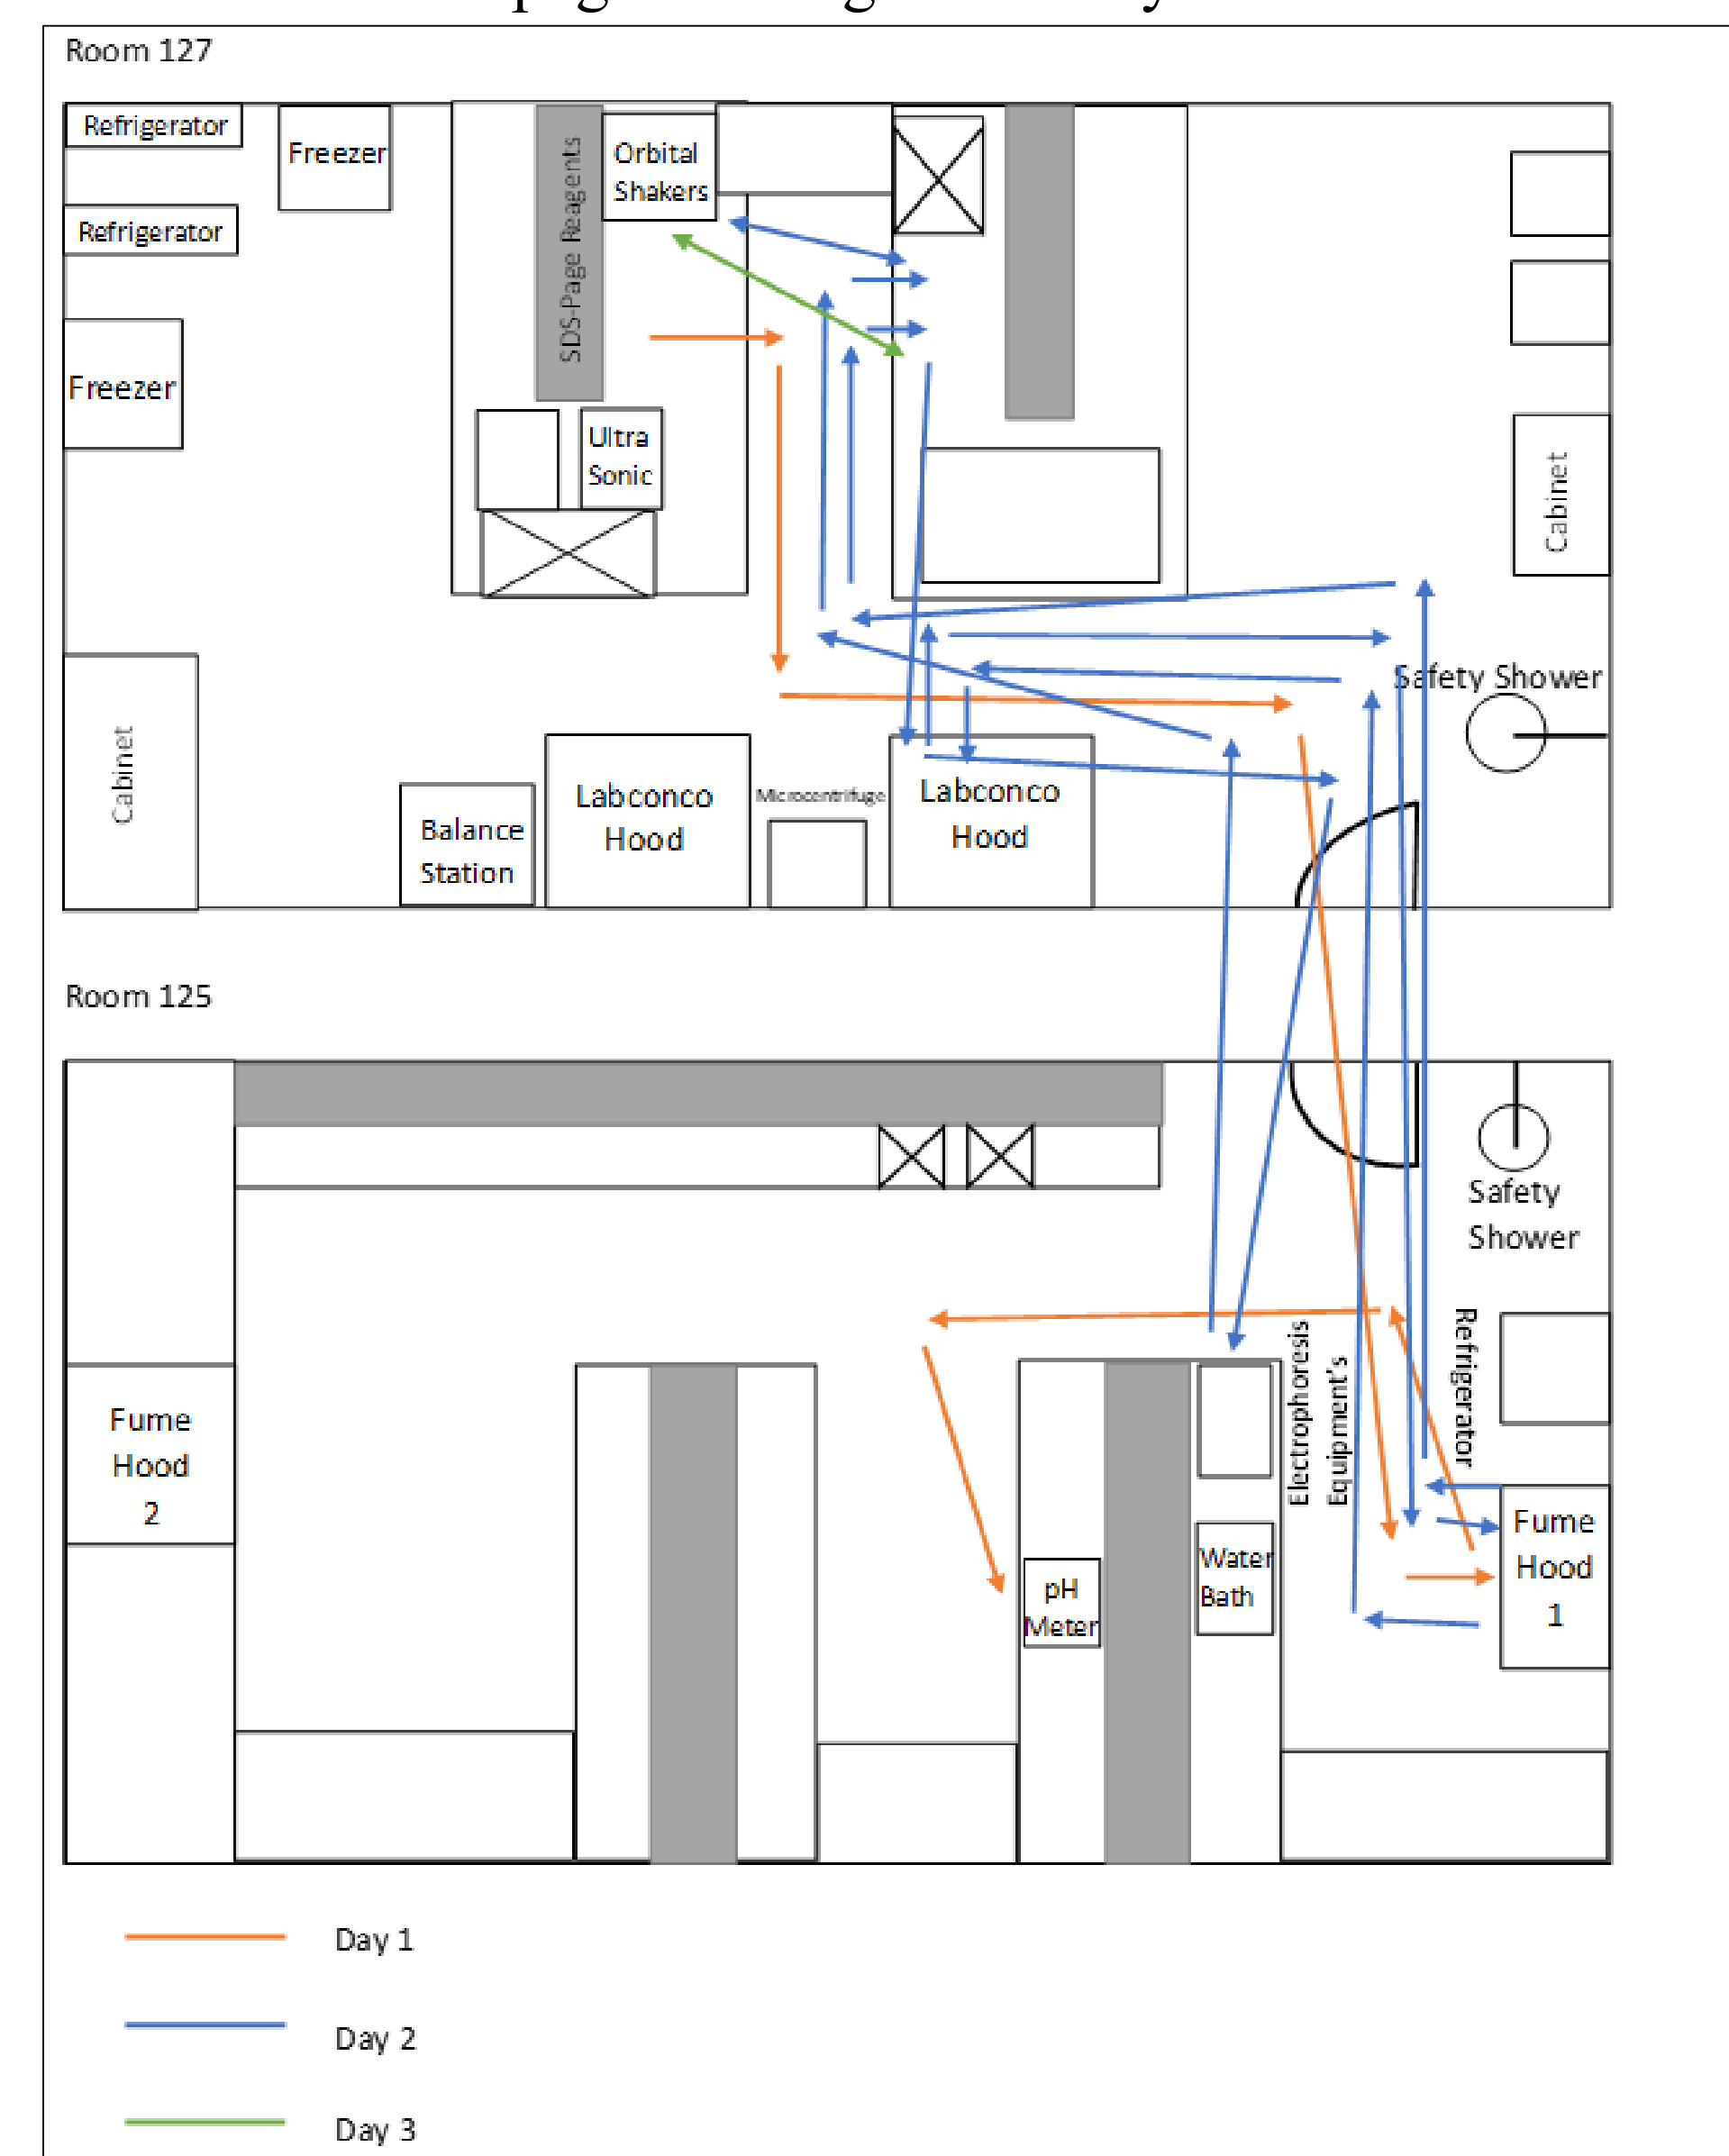 Room 127
Refrigerator
Freezer
SDS-Page Reagents
Orbital
Shakers
Refrigerator
Freezer
Ultra
Sonic
Cabinet
Safety Shower
Cabinet
Balance
Station
Labconco
Hood
Microcentrifuge
Labconco
Hood
Room 125
Safety
Shower
Fume
Hood
2
Electrophoresis
Equipment's
Refrigerator
pH
Meter
Water
Bath
Fume
Hood
1
Day 1
Day 2
Day 3